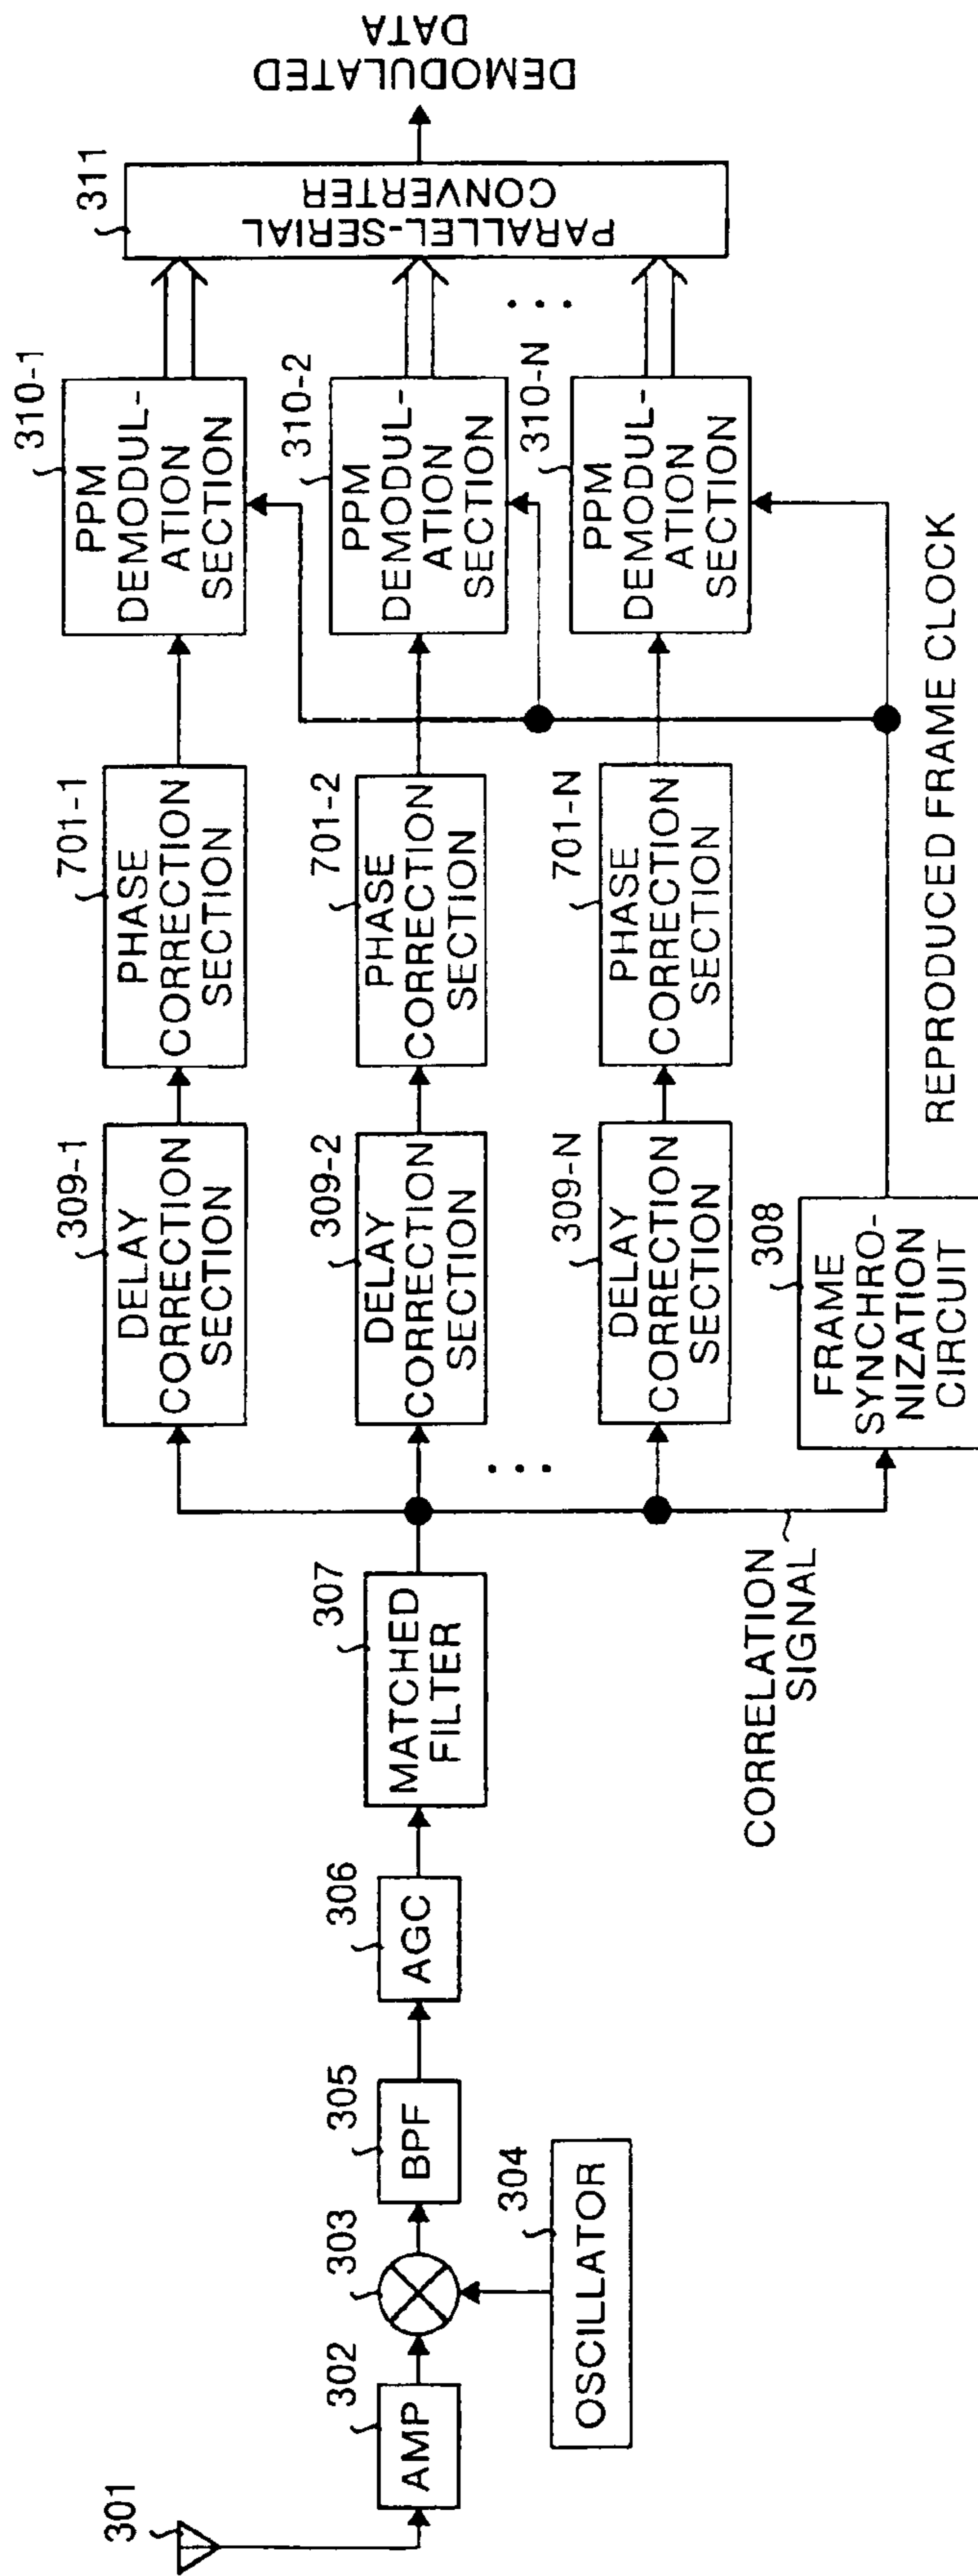 301
302
AMP
303
304
OSCILLATOR
305
BPF
306
AGC
307
MATCHED
FILTER
CORRELATION
SIGNAL
309-1
DELAY
CORRECTION
SECTION
309-2
DELAY
CORRECTION
SECTION
...
309-N
DELAY
CORRECTION
SECTION
308
FRAME
SYNCHRO-
NIZATION
CIRCUIT
701-1
PHASE
CORRECTION
SECTION
701-2
PHASE
CORRECTION
SECTION
701-N
PHASE
CORRECTION
SECTION
REPRODUCED FRAME CLOCK
310-1
PPM
DEMODUL-
ATION
SECTION
310-2
PPM
DEMODUL-
ATION
SECTION
310-N
PPM
DEMODUL-
ATION
SECTION
...
311
PARALLEL-SERIAL
CONVERTER
DEMODULATED
DATA